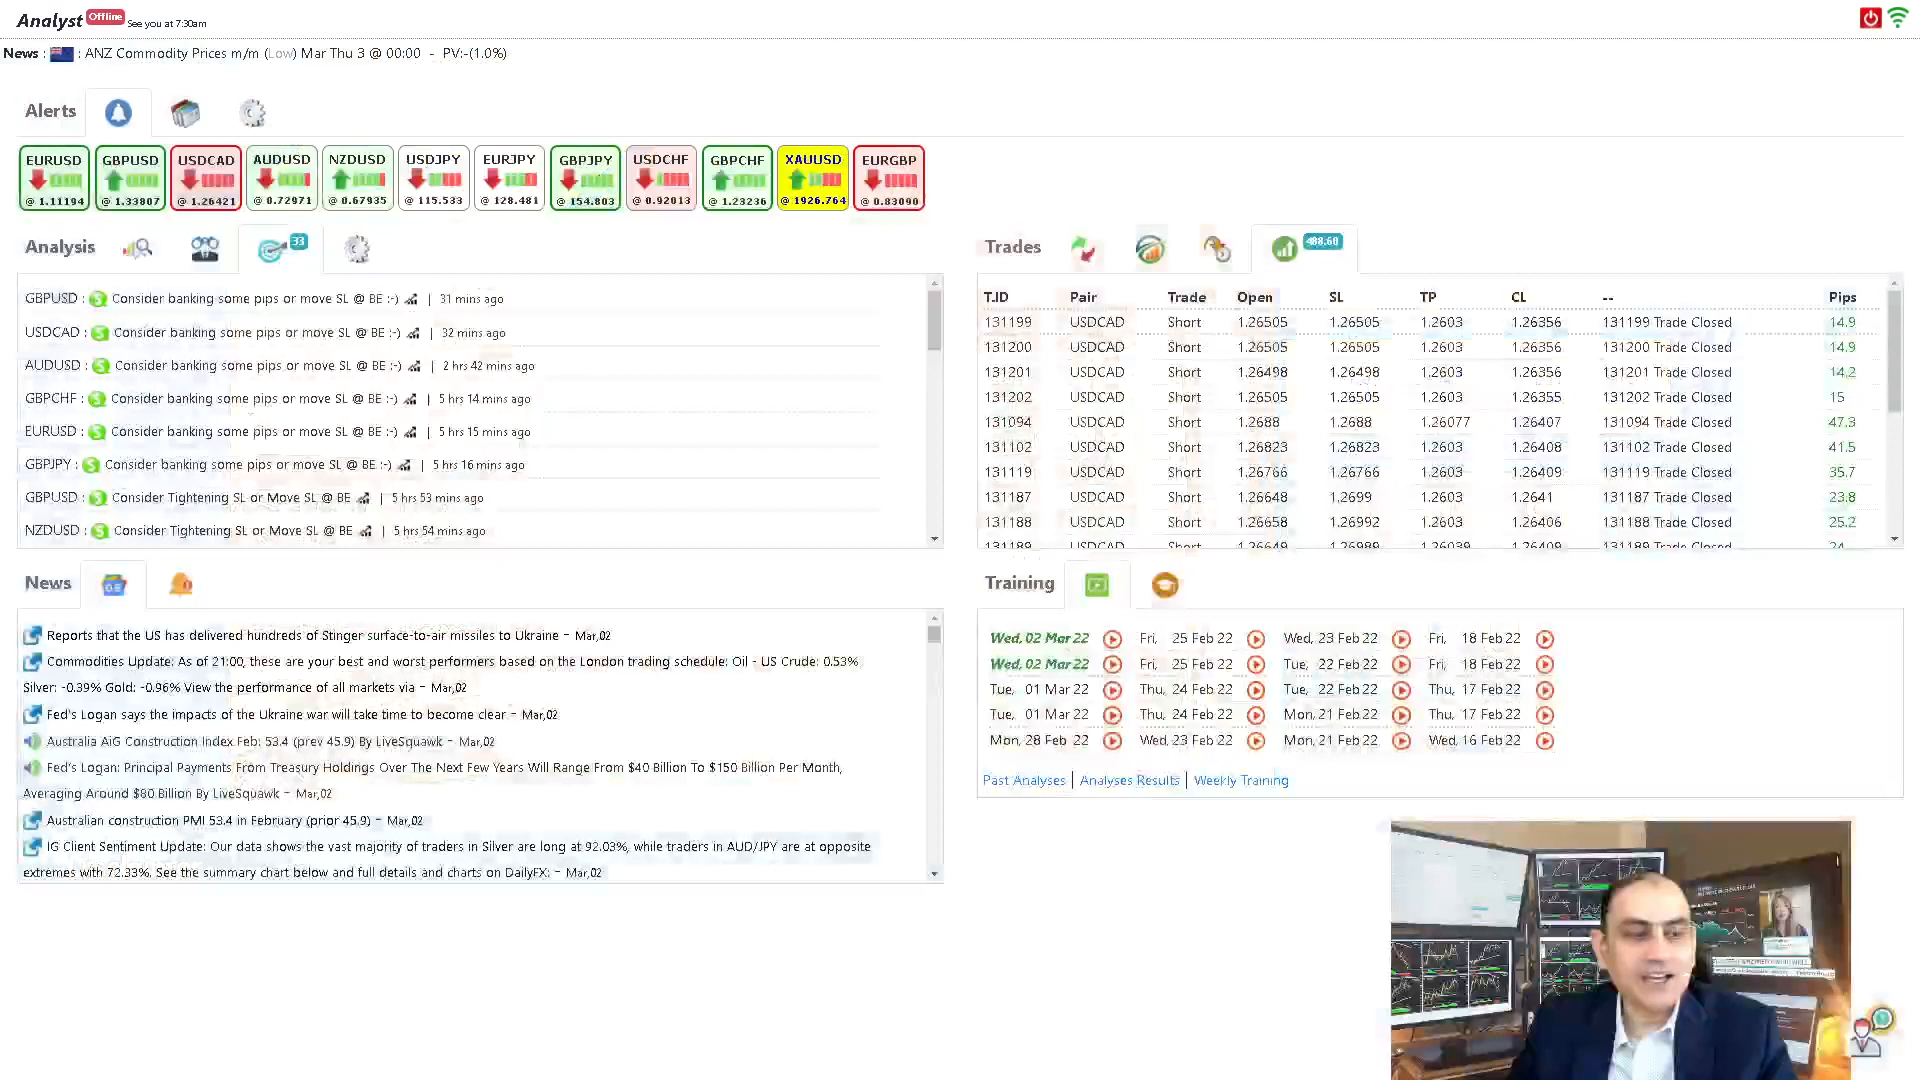 Analyst Offline See you at 7:30am
News : : ANZ Commodity Prices m/m (Low) Mar Thu 3 @ 00:00 - PV:-(1.0%)
Alerts
EURUSD GBPUSD USDCAD AUDUSD NZDUSD USDJPY EURJPY GBPJPY USDCHF GBPCHF XAUUSD EURGBP
@ 1.11194 @ 1.33807 @ 1.26421 @ 0.72971 @ 0.67935 @ 115.533 @ 128.481 @ 154.803 @ 0.92013 @ 1.23236 @ 1926.764 @ 0.83090
Analysis 33
GBPUSD : Consider banking some pips or move SL @ BE :-) | 31 mins ago
USDCAD : Consider banking some pips or move SL @ BE :-) | 32 mins ago
AUDUSD : Consider banking some pips or move SL @ BE :-) | 2 hrs 42 mins ago
GBPCHF : Consider banking some pips or move SL @ BE :-) | 5 hrs 14 mins ago
EURUSD : Consider banking some pips or move SL @ BE :-) | 5 hrs 15 mins ago
GBPJPY : Consider banking some pips or move SL @ BE :-) | 5 hrs 16 mins ago
GBPUSD : Consider Tightening SL or Move SL @ BE | 5 hrs 53 mins ago
NZDUSD : Consider Tightening SL or Move SL @ BE | 5 hrs 54 mins ago
Trades 488.60
T.ID Pair Trade Open SL TP CL -- Pips
131199 USDCAD Short 1.26505 1.26505 1.2603 1.26356 131199 Trade Closed 14.9
131200 USDCAD Short 1.26505 1.26505 1.2603 1.26356 131200 Trade Closed 14.9
131201 USDCAD Short 1.26498 1.26498 1.2603 1.26356 131201 Trade Closed 14.2
131202 USDCAD Short 1.26505 1.26505 1.2603 1.26355 131202 Trade Closed 15
131094 USDCAD Short 1.2688 1.2688 1.26077 1.26407 131094 Trade Closed 47.3
131102 USDCAD Short 1.26823 1.26823 1.2603 1.26408 131102 Trade Closed 41.5
131119 USDCAD Short 1.26766 1.26766 1.2603 1.26409 131119 Trade Closed 35.7
131187 USDCAD Short 1.26648 1.2699 1.2603 1.2641 131187 Trade Closed 23.8
131188 USDCAD Short 1.26658 1.26992 1.2603 1.26406 131188 Trade Closed 25.2
131189 USDCAD Short 1.26649 1.26989 1.26039 1.26409 131189 Trade Closed 24
News
Reports that the US has delivered hundreds of Stinger surface-to-air missiles to Ukraine – Mar,02
Commodities Update: As of 21:00, these are your best and worst performers based on the London trading schedule: Oil - US Crude: 0.53%
Silver: -0.39% Gold: -0.96% View the performance of all markets via – Mar,02
Fed's Logan says the impacts of the Ukraine war will take time to become clear – Mar,02
Australia AiG Construction Index Feb: 53.4 (prev 45.9) By LiveSquawk – Mar,02
Fed's Logan: Principal Payments From Treasury Holdings Over The Next Few Years Will Range From $40 Billion To $150 Billion Per Month,
Averaging Around $80 Billion By LiveSquawk – Mar,02
Australian construction PMI 53.4 in February (prior 45.9) – Mar,02
IG Client Sentiment Update: Our data shows the vast majority of traders in Silver are long at 92.03%, while traders in AUD/JPY are at opposite
extremes with 72.33%. See the summary chart below and full details and charts on DailyFX: – Mar,02
Training
Wed, 02 Mar 22 Fri, 25 Feb 22 Wed, 23 Feb 22 Fri, 18 Feb 22
Wed, 02 Mar 22 Fri, 25 Feb 22 Tue, 22 Feb 22 Fri, 18 Feb 22
Tue, 01 Mar 22 Thu, 24 Feb 22 Tue, 22 Feb 22 Thu, 17 Feb 22
Tue, 01 Mar 22 Thu, 24 Feb 22 Mon, 21 Feb 22 Thu, 17 Feb 22
Mon, 28 Feb 22 Wed, 23 Feb 22 Mon, 21 Feb 22 Wed, 16 Feb 22
Past Analyses | Analyses Results | Weekly Training